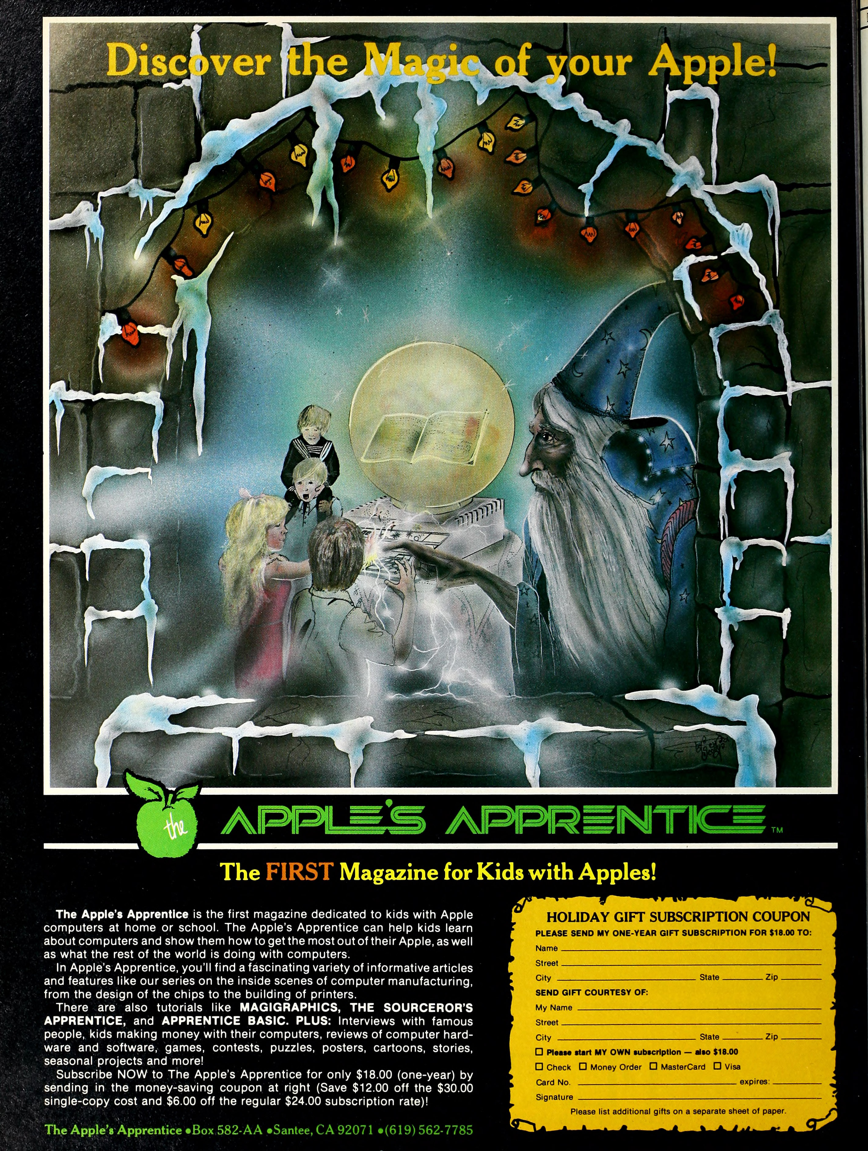 Discover the Magic of your Apple!
the
APPLE'S APPRENTICE TM
The FIRST Magazine for Kids with Apples!
The Apple's Apprentice is the first magazine dedicated to kids with Apple
computers at home or school. The Apple's Apprentice can help kids learn
about computers and show them how to get the most out of their Apple, as well
as what the rest of the world is doing with computers.
In Apple's Apprentice, you'll find a fascinating variety of informative articles
and features like our series on the inside scenes of computer manufacturing,
from the design of the chips to the building of printers.
There are also tutorials like MAGIGRAPHICS, THE SOURCEROR'S
APPRENTICE, and APPRENTICE BASIC. PLUS: Interviews with famous
people, kids making money with their computers, reviews of computer hard-
ware and software, games, contests, puzzles, posters, cartoons, stories,
seasonal projects and more!
Subscribe NOW to The Apple's Apprentice for only $18.00 (one-year) by
sending in the money-saving coupon at right (Save $12.00 off the $30.00
single-copy cost and $6.00 off the regular $24.00 subscription rate)!
The Apple's Apprentice ●Box 582-AA ●Santee, CA 92071 ●(619) 562-7785
HOLIDAY GIFT SUBSCRIPTION COUPON
PLEASE SEND MY ONE-YEAR GIFT SUBSCRIPTION FOR $18.00 TO:
Name
Street
City State Zip
SEND GIFT COURTESY OF:
My Name
Street
City State Zip
☐ Please start MY OWN subscription — also $18.00
☐ Check ☐ Money Order ☐ MasterCard ☐ Visa
Card No. expires:
Signature
Please list additional gifts on a separate sheet of paper.